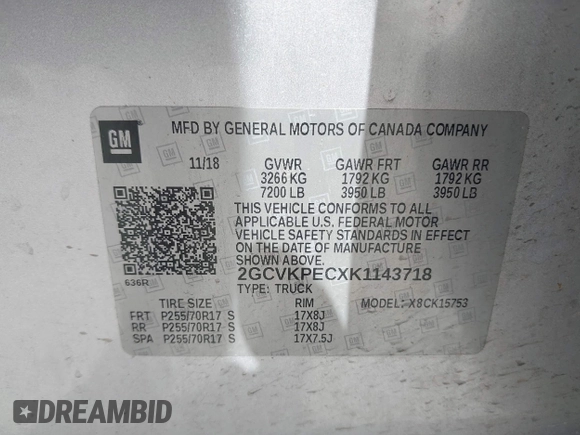 GM
MFD BY GENERAL MOTORS OF CANADA COMPANY
11/18 GVWR GAWR FRT GAWR RR
3266 KG 1792 KG 1792 KG
7200 LB 3950 LB 3950 LB
THIS VEHICLE CONFORMS TO ALL
APPLICABLE U.S. FEDERAL MOTOR
VEHICLE SAFETY STANDARDS IN EFFECT
ON THE DATE OF MANUFACTURE
SHOWN ABOVE.
2GCVKPECXK1143718
636R
TYPE: TRUCK
TIRE SIZE RIM MODEL: X8CK15753
FRT P255/70R17 S 17X8J
RR P255/70R17 S 17X8J
SPA P255/70R17 S 17X7.5J
DREAMBID